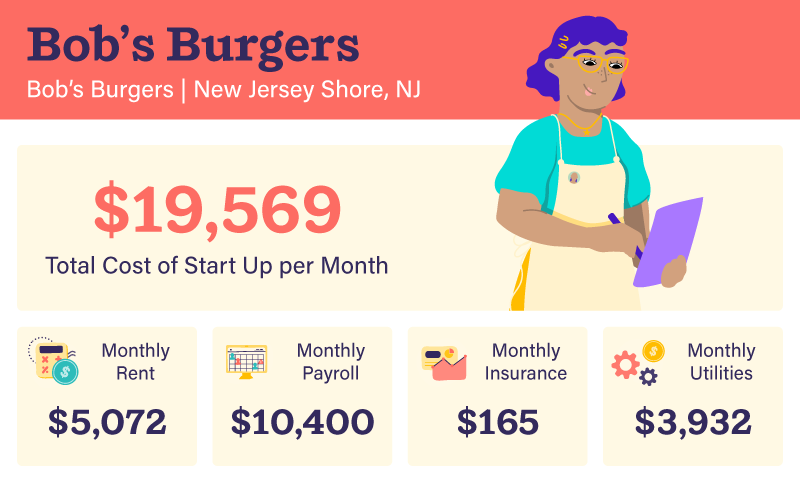 Bob’s Burgers
Bob’s Burgers | New Jersey Shore, NJ
$19,569
Total Cost of Start Up per Month
Monthly
Rent
$5,072
Monthly
Payroll
$10,400
Monthly
Insurance
$165
Monthly
Utilities
$3,932